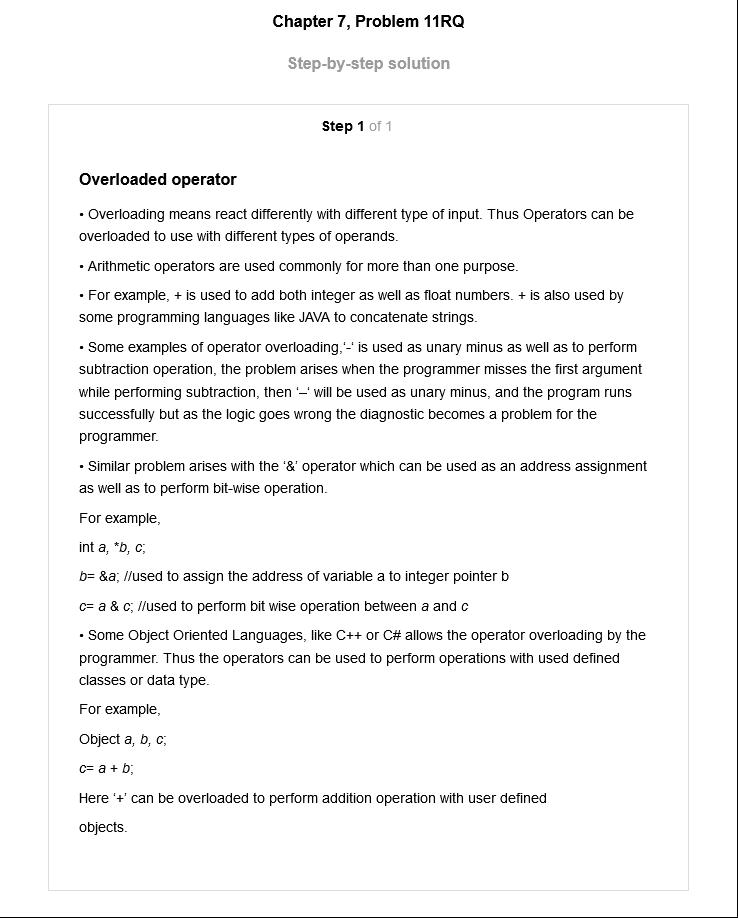 Chapter 7, Problem 11RQ
Step-by-step solution
Step 1 of 1
Overloaded operator
• Overloading means react differently with different type of input. Thus Operators can be
overloaded to use with different types of operands.
• Arithmetic operators are used commonly for more than one purpose.
• For example, + is used to add both integer as well as float numbers. + is also used by
some programming languages like JAVA to concatenate strings.
• Some examples of operator overloading,‘-‘ is used as unary minus as well as to perform
subtraction operation, the problem arises when the programmer misses the first argument
while performing subtraction, then ‘–‘ will be used as unary minus, and the program runs
successfully but as the logic goes wrong the diagnostic becomes a problem for the
programmer.
• Similar problem arises with the ‘&’ operator which can be used as an address assignment
as well as to perform bit-wise operation.
For example,
int a, *b, c;
b= &a; //used to assign the address of variable a to integer pointer b
c= a & c; //used to perform bit wise operation between a and c
• Some Object Oriented Languages, like C++ or C# allows the operator overloading by the
programmer. Thus the operators can be used to perform operations with used defined
classes or data type.
For example,
Object a, b, c;
c= a + b;
Here ‘+’ can be overloaded to perform addition operation with user defined
objects.